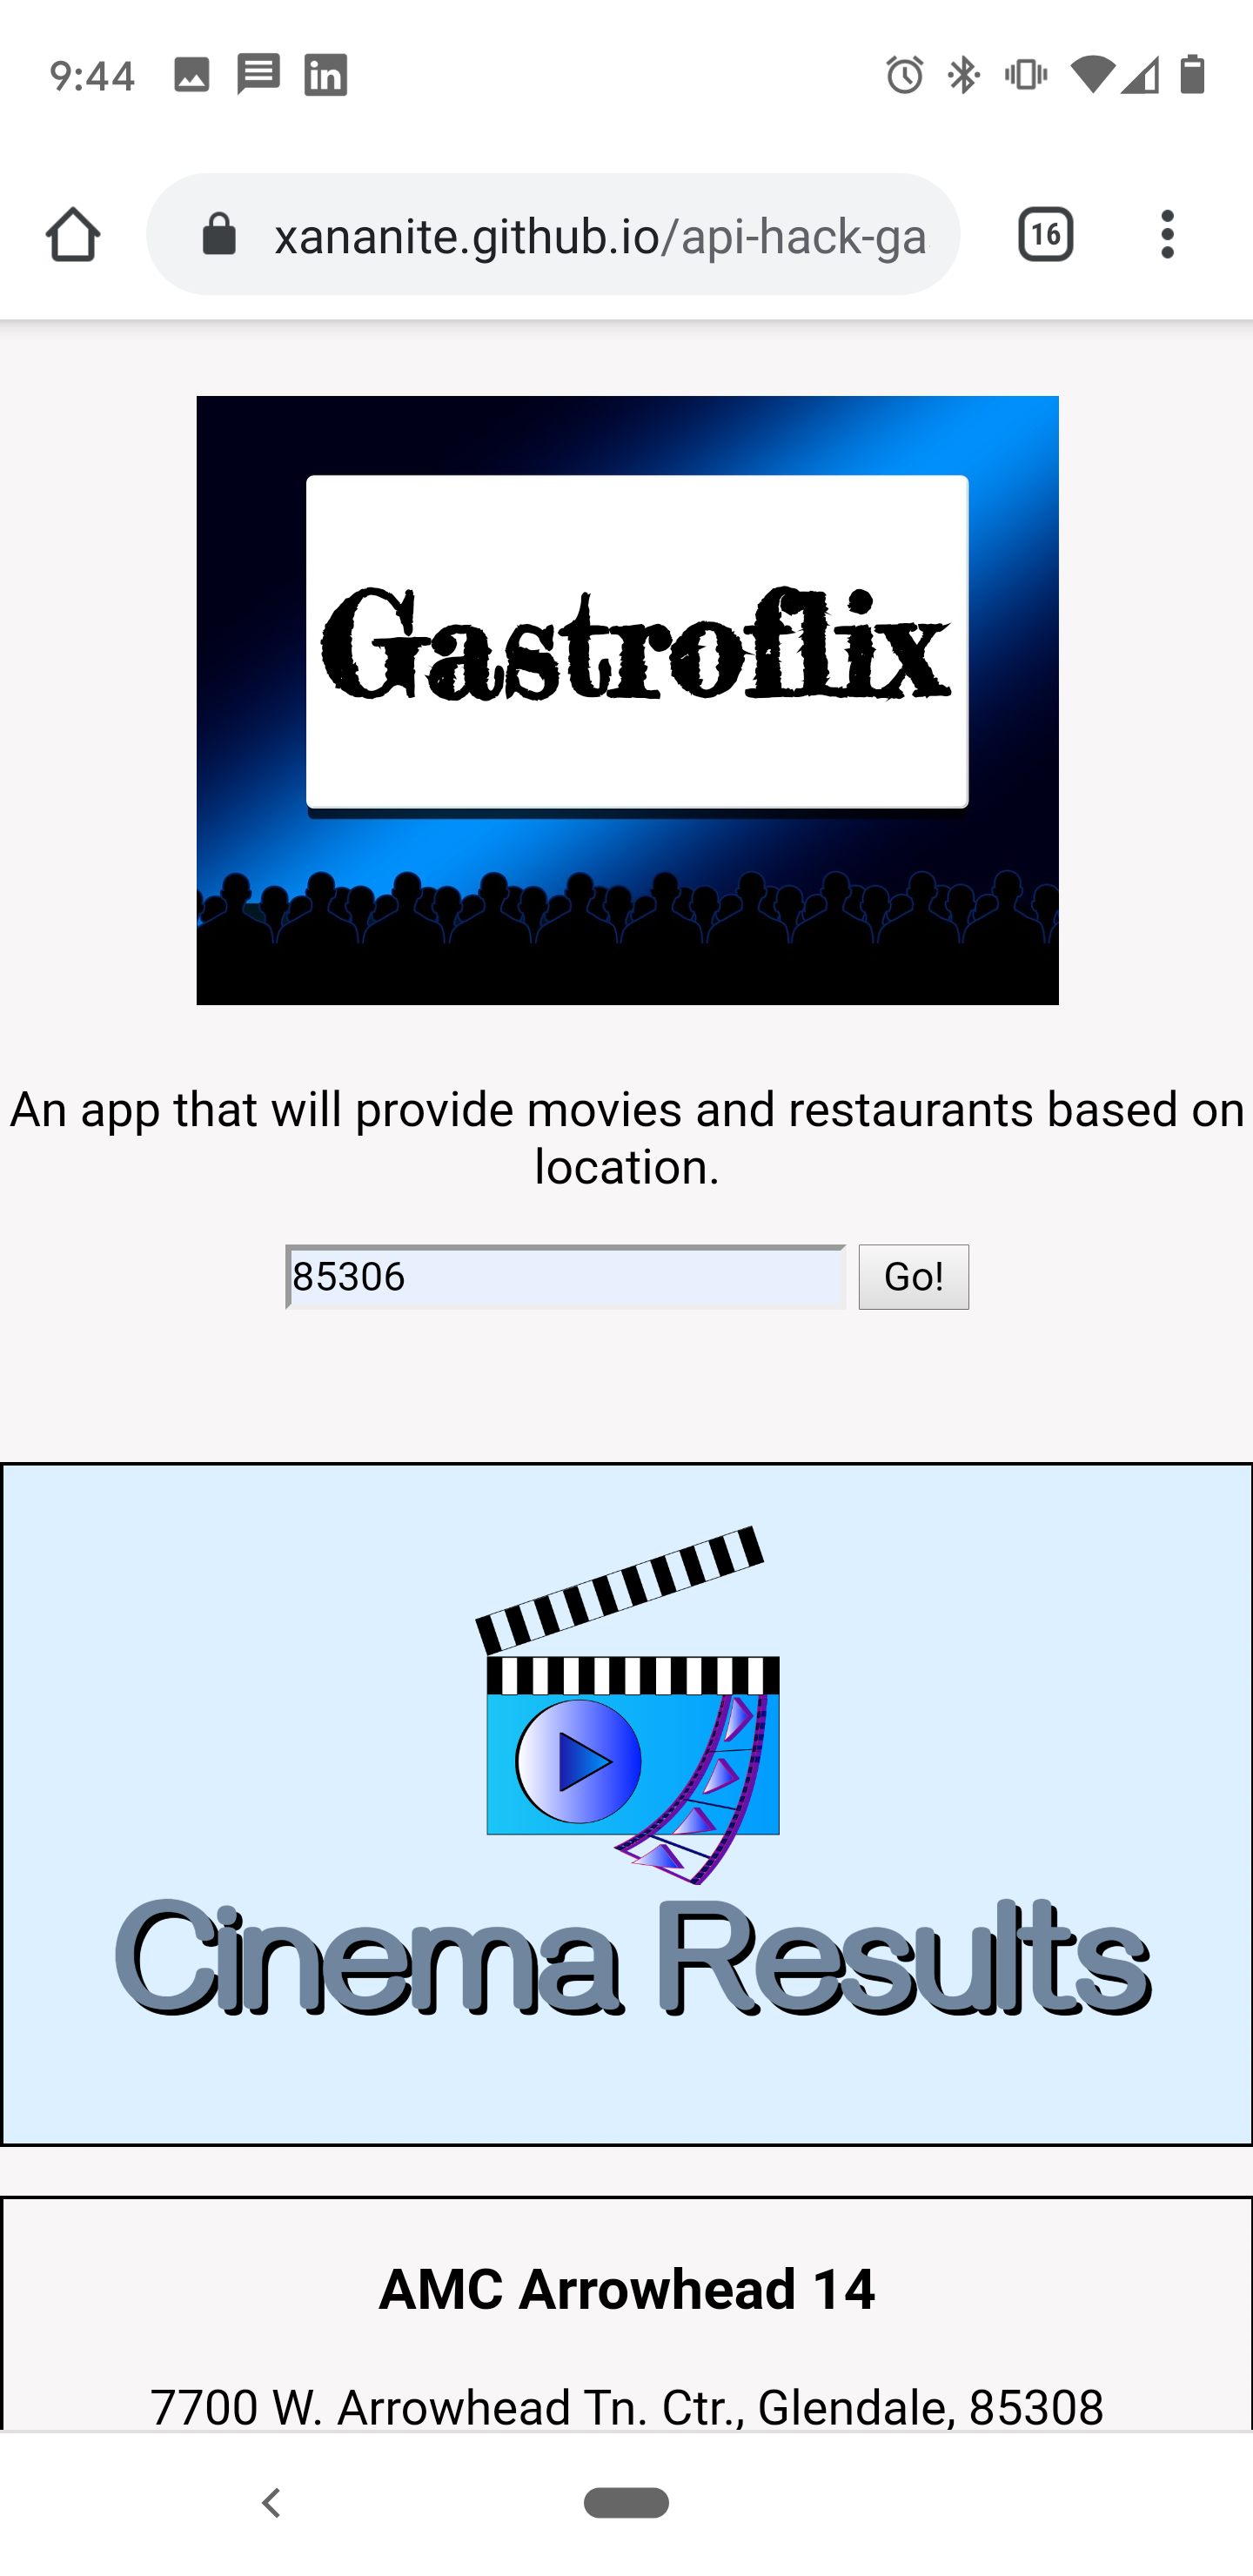 9:44
in
xananite.github.io/api-hack-ga
16
Gastroflix
An app that will provide movies and restaurants based on
location.
85306 Go!
Cinema Results
AMC Arrowhead 14
7700 W. Arrowhead Tn. Ctr., Glendale, 85308